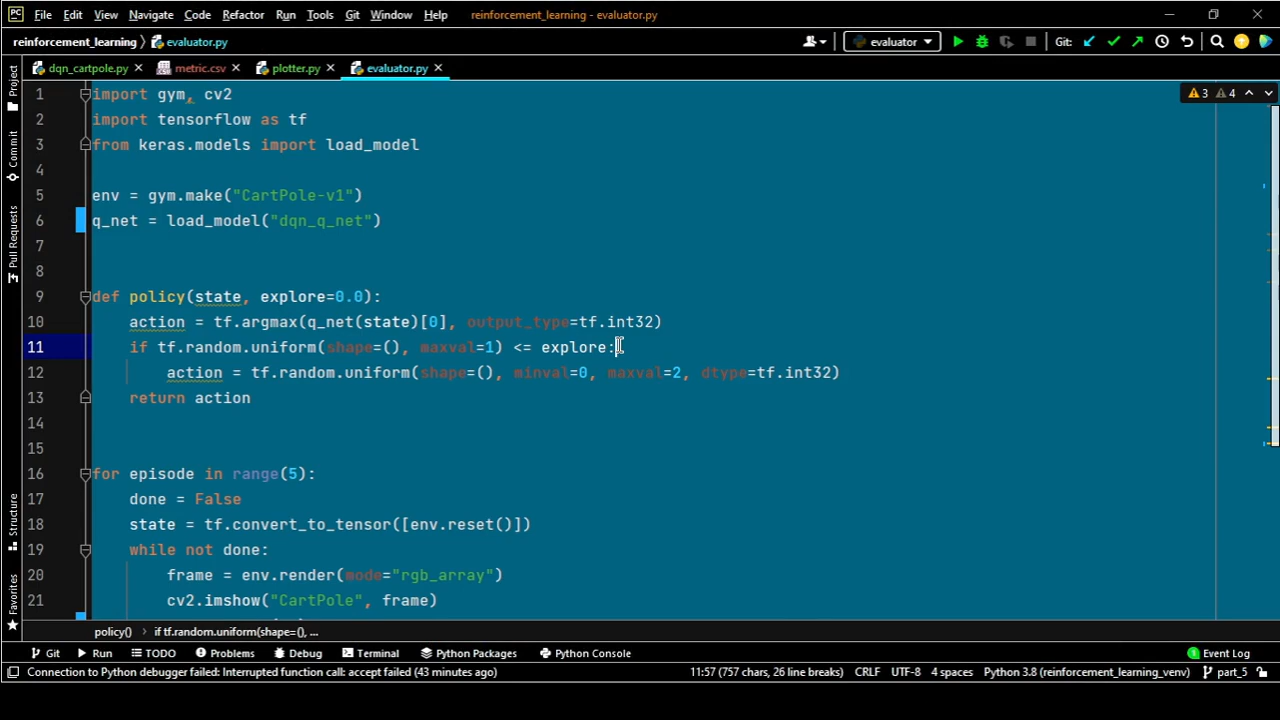 PC File Edit View Navigate Code Refactor Run Tools Git Window Help reinforcement_learning - evaluator.py
reinforcement_learning evaluator.py evaluator Git:
dqn_cartpole.py metric.csv plotter.py evaluator.py
Project
Commit
Pull Requests
Structure
Favorites
3 4
1 import gym, cv2
2 import tensorflow as tf
3 from keras.models import load_model
4
5 env = gym.make("CartPole-v1")
6 q_net = load_model("dqn_q_net")
7
8
9 def policy(state, explore=0.0):
10 action = tf.argmax(q_net(state)[0], output_type=tf.int32)
11 if tf.random.uniform(shape=(), maxval=1) <= explore:
12 action = tf.random.uniform(shape=(), minval=0, maxval=2, dtype=tf.int32)
13 return action
14
15
16 for episode in range(5):
17 done = False
18 state = tf.convert_to_tensor([env.reset()])
19 while not done:
20 frame = env.render(mode="rgb_array")
21 cv2.imshow("CartPole", frame)
policy() if tf.random.uniform(shape=(), ...
Git Run TODO Problems Debug Terminal Python Packages Python Console 1 Event Log
Connection to Python debugger failed: Interrupted function call: accept failed (43 minutes ago) 11:57 (757 chars, 26 line breaks) CRLF UTF-8 4 spaces Python 3.8 (reinforcement_learning_venv) part_5